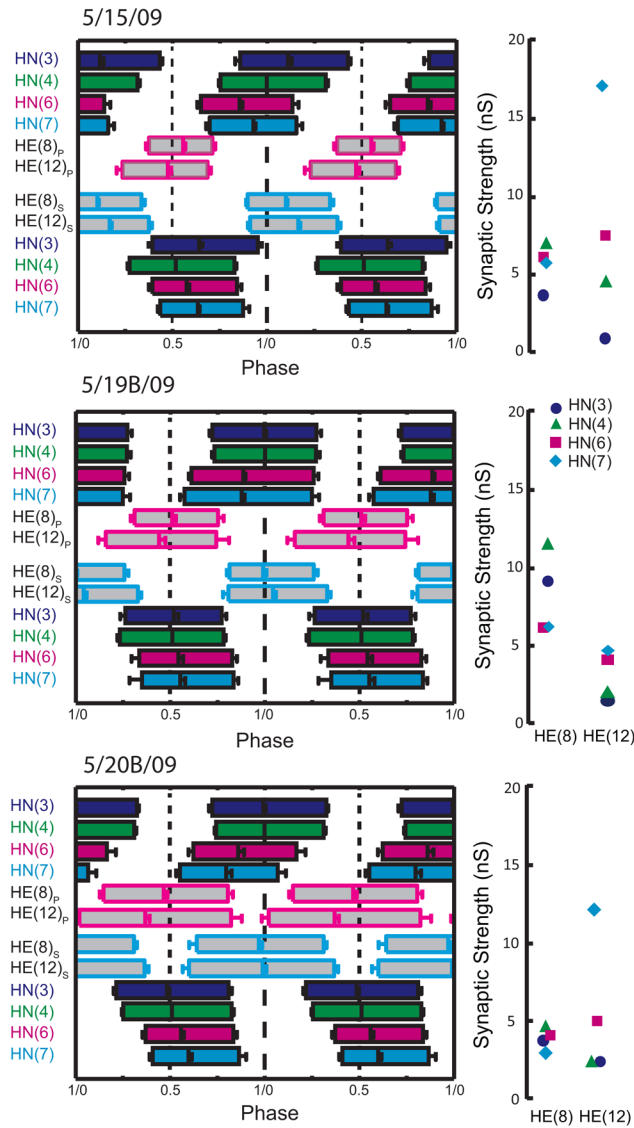 5/15/09
HN(3)
HN(4)
HN(6)
HN(7)
HE(8)P
HE(12)P
HE(8)S
HE(12)S
HN(3)
HN(4)
HN(6)
HN(7)
1/0 0.5 1/0 0.5 1/0
Phase
20
15
10
5
0
Synaptic Strength (nS)
5/19B/09
HN(3)
HN(4)
HN(6)
HN(7)
HE(8)P
HE(12)P
HE(8)S
HE(12)S
HN(3)
HN(4)
HN(6)
HN(7)
1/0 0.5 1/0 0.5 1/0
Phase
20
15
10
5
0
Synaptic Strength (nS)
HN(3)
HN(4)
HN(6)
HN(7)
HE(8) HE(12)
5/20B/09
HN(3)
HN(4)
HN(6)
HN(7)
HE(8)P
HE(12)P
HE(8)S
HE(12)S
HN(3)
HN(4)
HN(6)
HN(7)
1/0 0.5 1/0 0.5 1/0
Phase
20
15
10
5
0
Synaptic Strength (nS)
HE(8) HE(12)